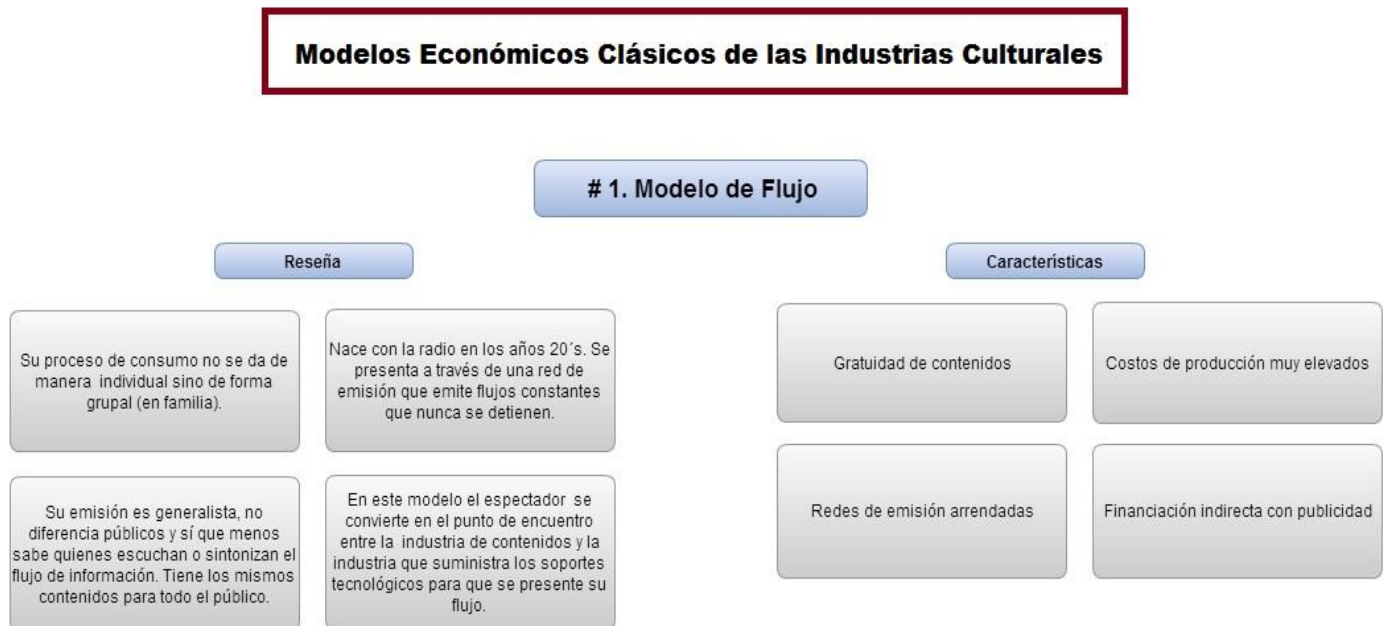 Modelos Económicos Clásicos de las Industrias Culturales
# 1. Modelo de Flujo
Reseña
Su proceso de consumo no se da de
manera individual sino de forma
grupal (en familia).
Nace con la radio en los años 20´s. Se
presenta a través de una red de
emisión que emite flujos constantes
que nunca se detienen.
Su emisión es generalista, no
diferencia públicos y sí que menos
sabe quienes escuchan o sintonizan el
flujo de información. Tiene los mismos
contenidos para todo el público.
En este modelo el espectador se
convierte en el punto de encuentro
entre la industria de contenidos y la
industria que suministra los soportes
tecnológicos para que se presente su
flujo.
Características
Gratuidad de contenidos
Costos de producción muy elevados
Redes de emisión arrendadas
Financiación indirecta con publicidad